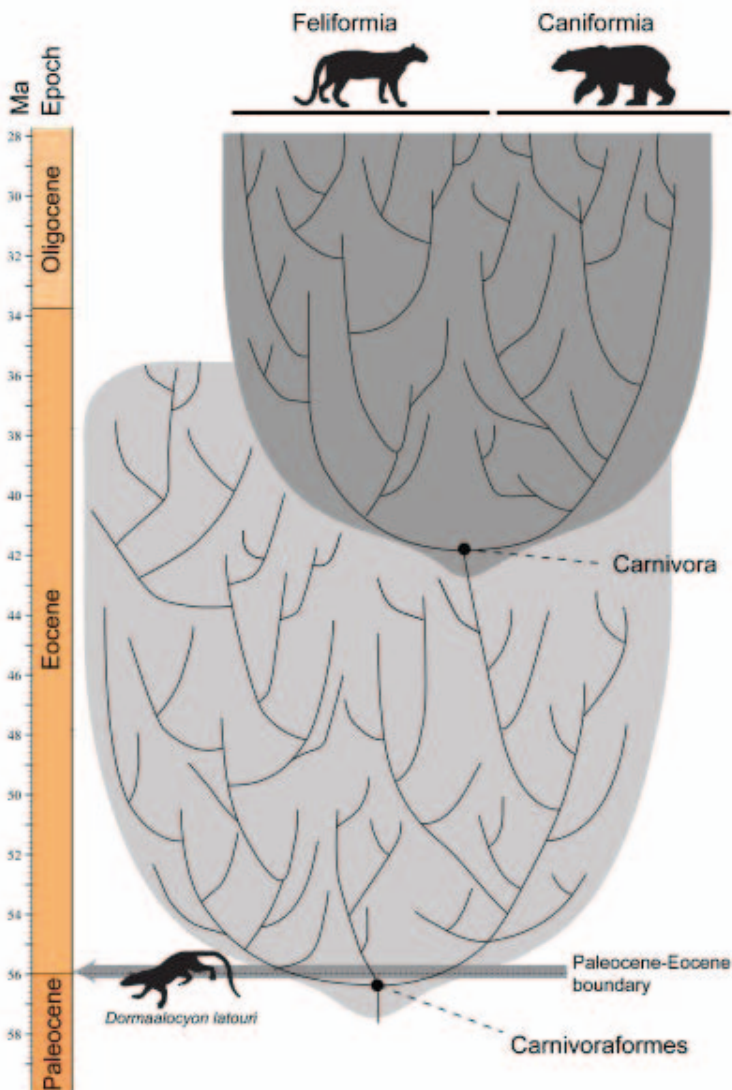 Feliformia
Caniformia
Ma
Epoch
28
30
32
34
36
38
40
42
44
46
48
50
52
54
56
58
Oligocene
Eocene
Paleocene
Carnivora
Paleocene-Eocene
boundary
Dormaalocyon latouri
Carnivoraformes